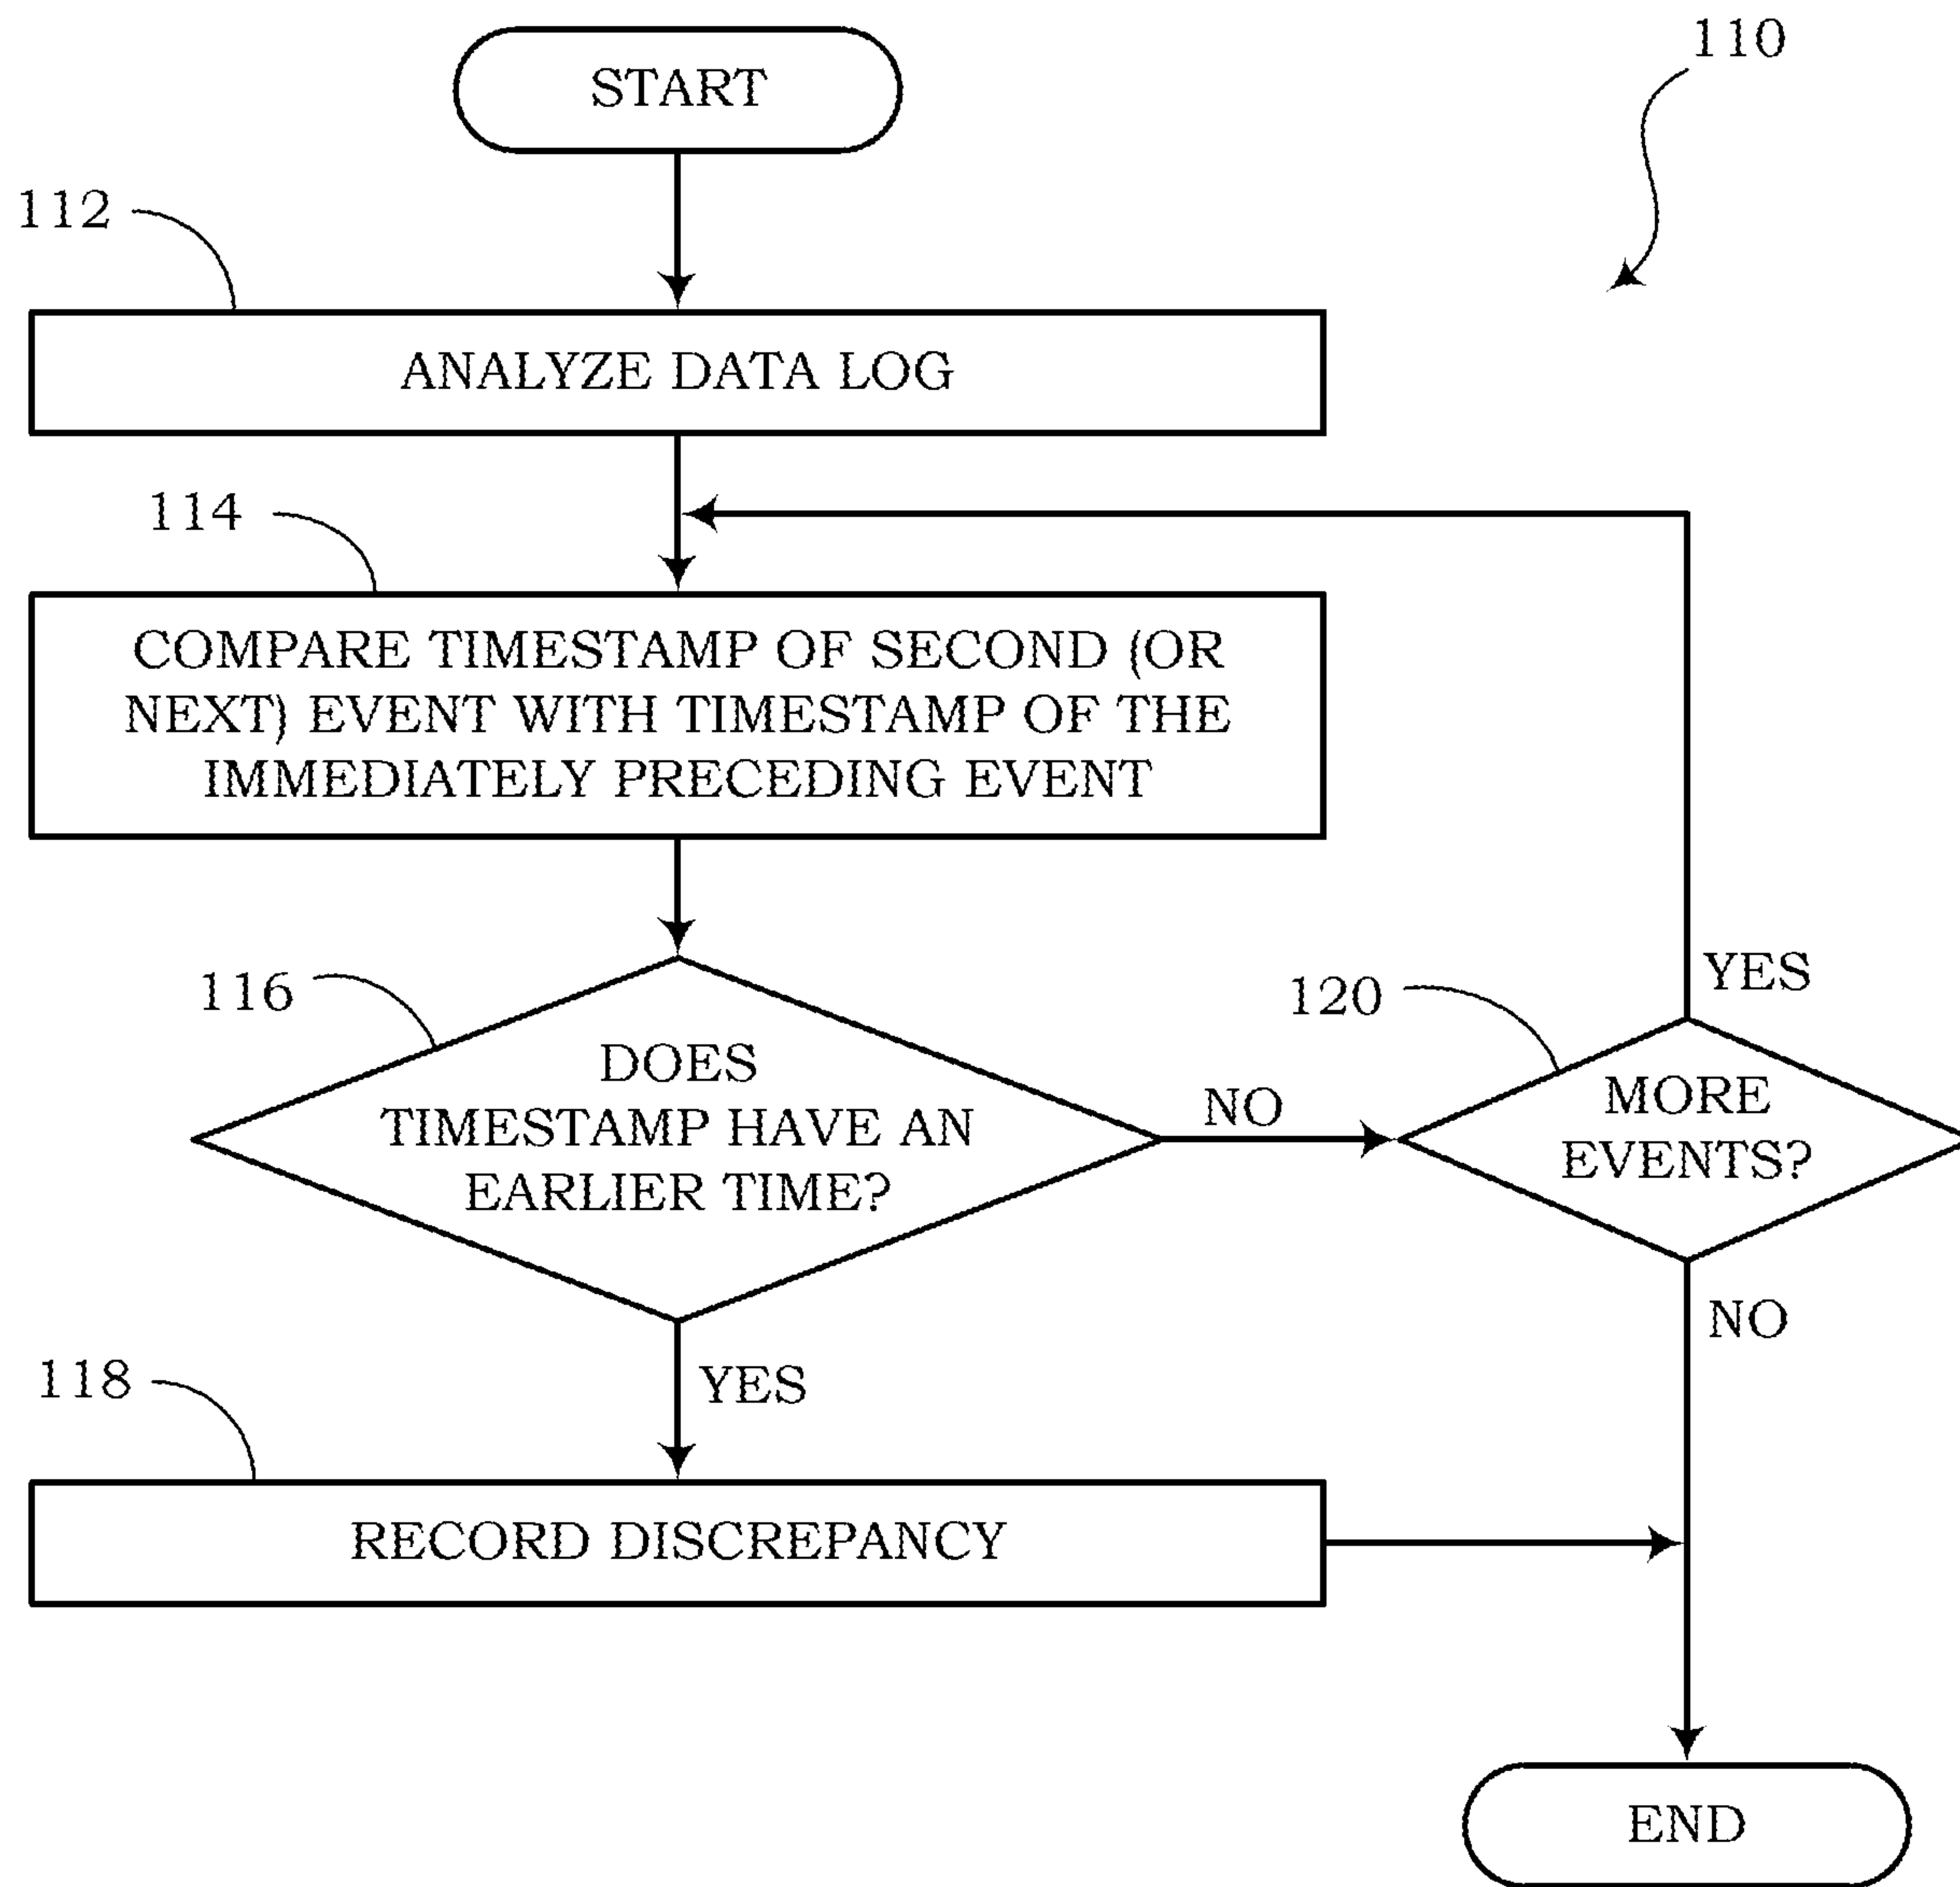 START
110
112
ANALYZE DATA LOG
114
COMPARE TIMESTAMP OF SECOND (OR
NEXT) EVENT WITH TIMESTAMP OF THE
IMMEDIATELY PRECEDING EVENT
116
DOES
TIMESTAMP HAVE AN
EARLIER TIME?
NO
120
YES
MORE
EVENTS?
NO
YES
118
RECORD DISCREPANCY
END